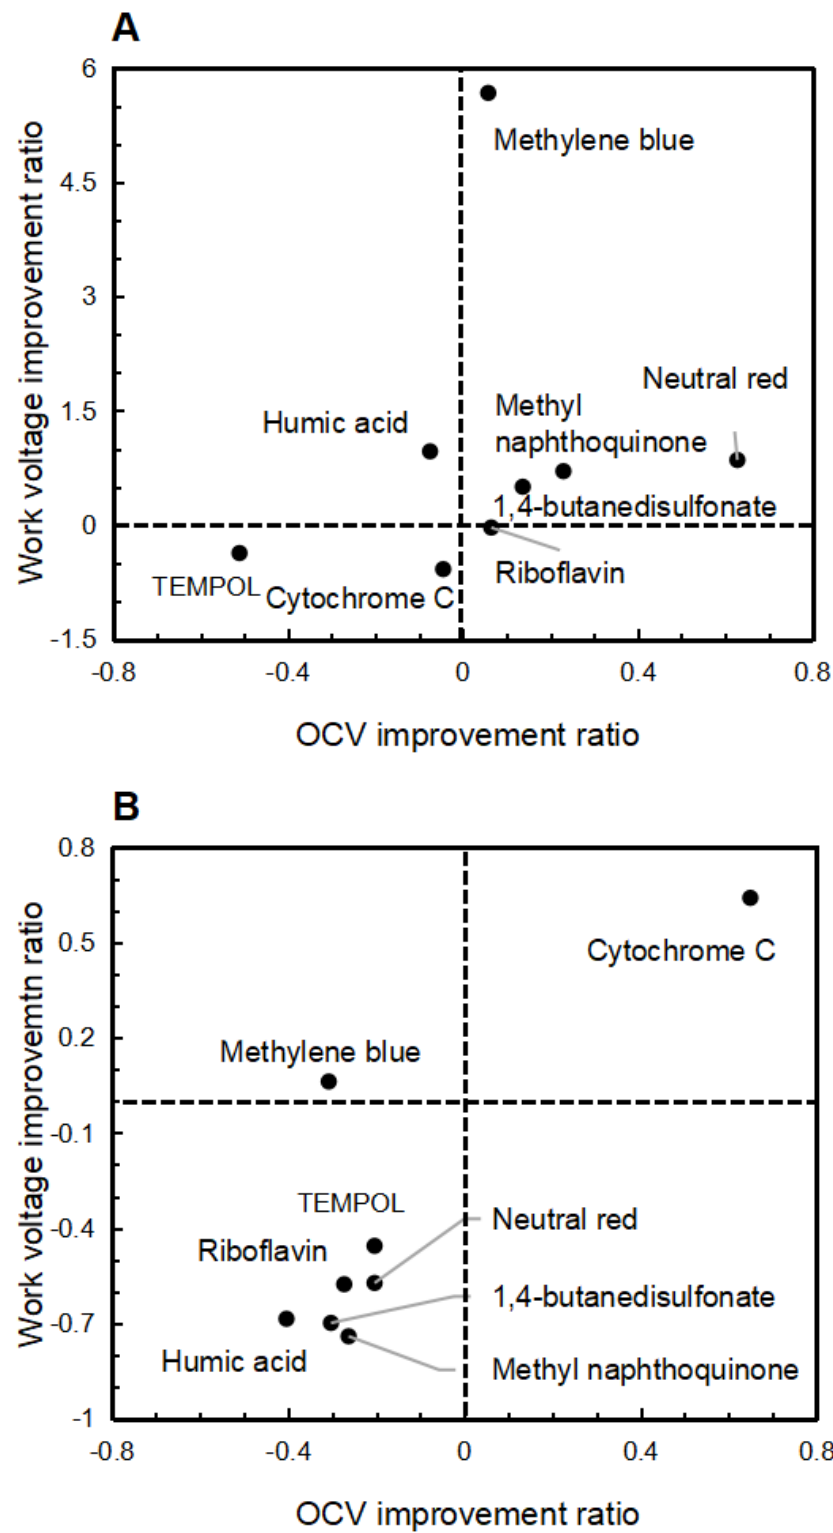 A
Work voltage improvement ratio
6
4.5
3
1.5
0
-1.5
Methylene blue
Neutral red
Methyl
naphthoquinone
Humic acid
1,4-butanedisulfonate
Riboflavin
TEMPOL
Cytochrome C
-0.8
-0.4
0
0.4
0.8
OCV improvement ratio
B
Work voltage improvemtn ratio
0.8
0.5
0.2
-0.1
-0.4
-0.7
-1
Cytochrome C
Methylene blue
TEMPOL
Neutral red
Riboflavin
1,4-butanedisulfonate
Humic acid
Methyl naphthoquinone
-0.8
-0.4
0
0.4
0.8
OCV improvement ratio